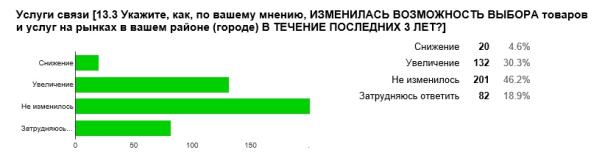 Услуги связи [13.3 Укажите, как, по вашему мнению, ИЗМЕНИЛАСЬ ВОЗМОЖНОСТЬ ВЫБОРА товаров
и услуг на рынках в вашем районе (городе) В ТЕЧЕНИЕ ПОСЛЕДНИХ 3 ЛЕТ?]
Снижение
Увеличение
Не изменилось
Затрудняюсь...
0 50 100 150
Снижение 20 4.6%
Увеличение 132 30.3%
Не изменилось 201 46.2%
Затрудняюсь ответить 82 18.9%